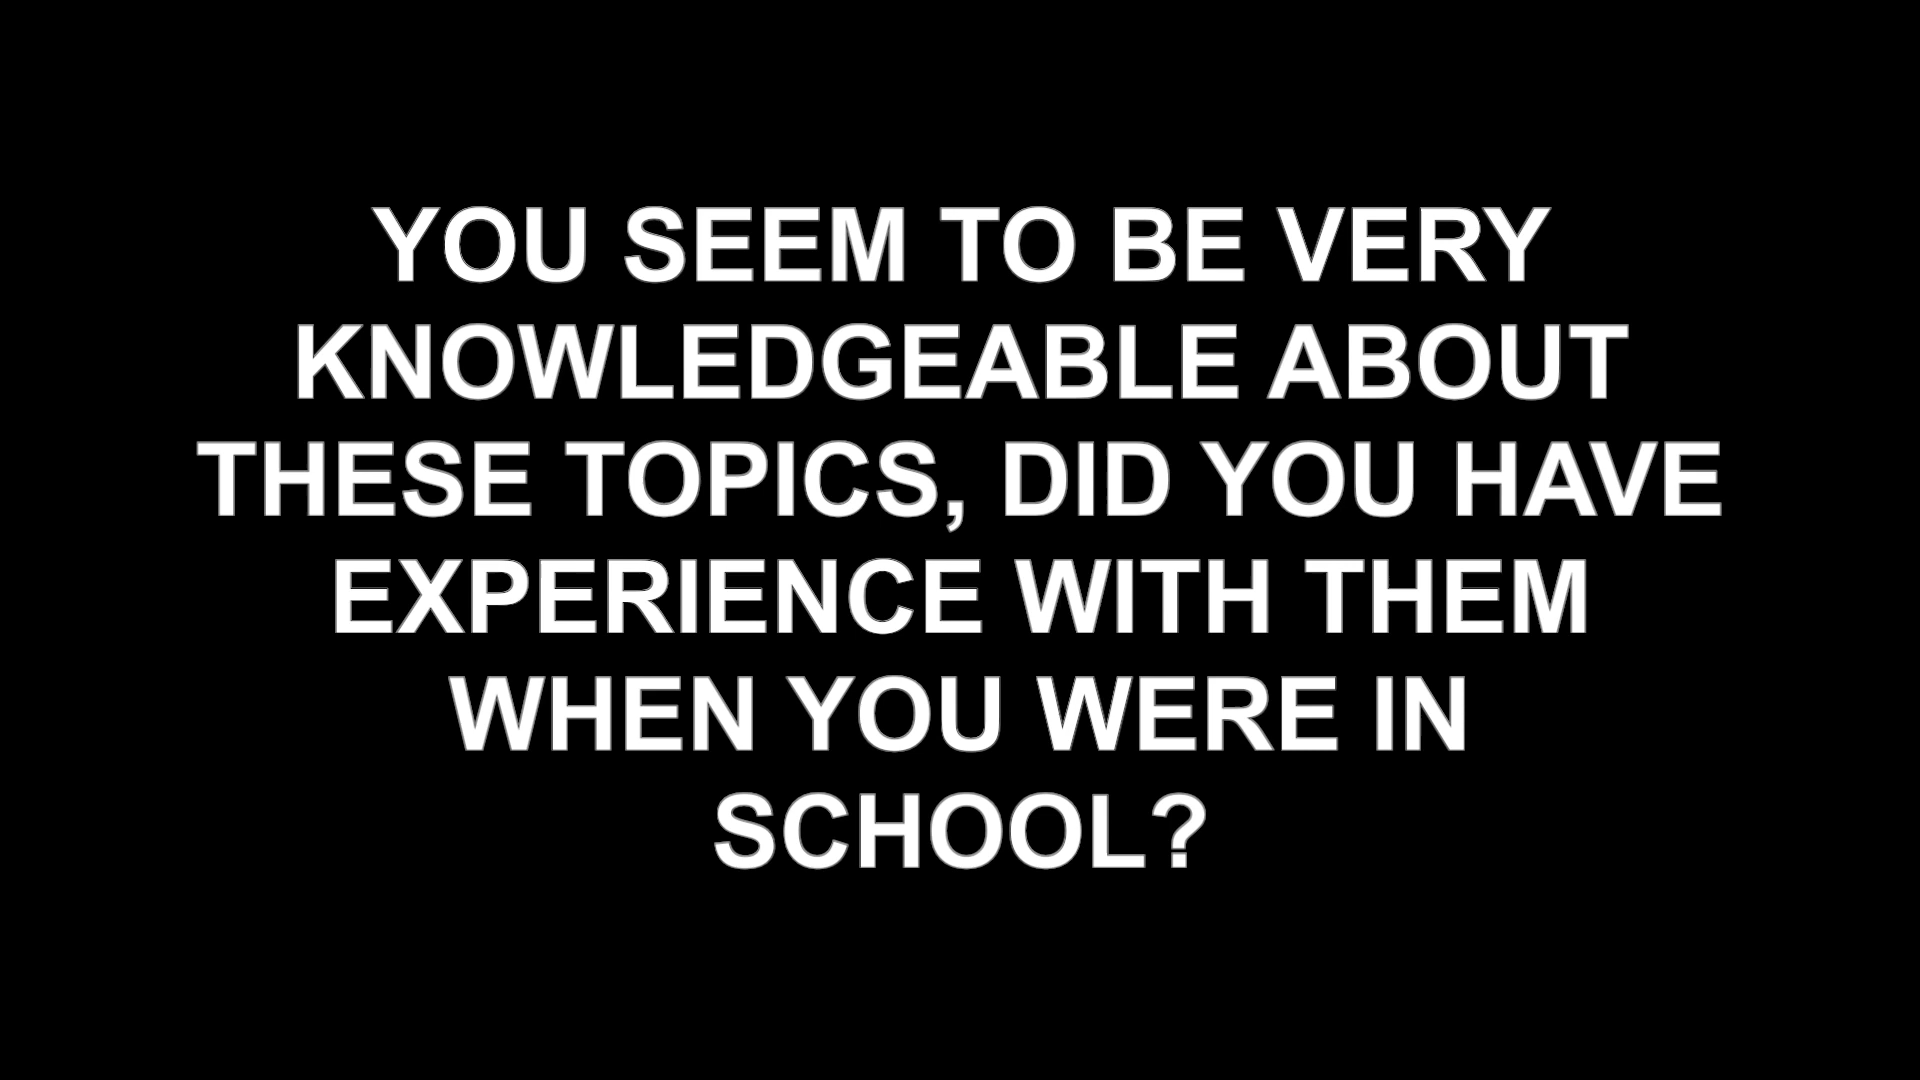 YOU SEEM TO BE VERY
KNOWLEDGEABLE ABOUT
THESE TOPICS, DID YOU HAVE
EXPERIENCE WITH THEM
WHEN YOU WERE IN
SCHOOL?